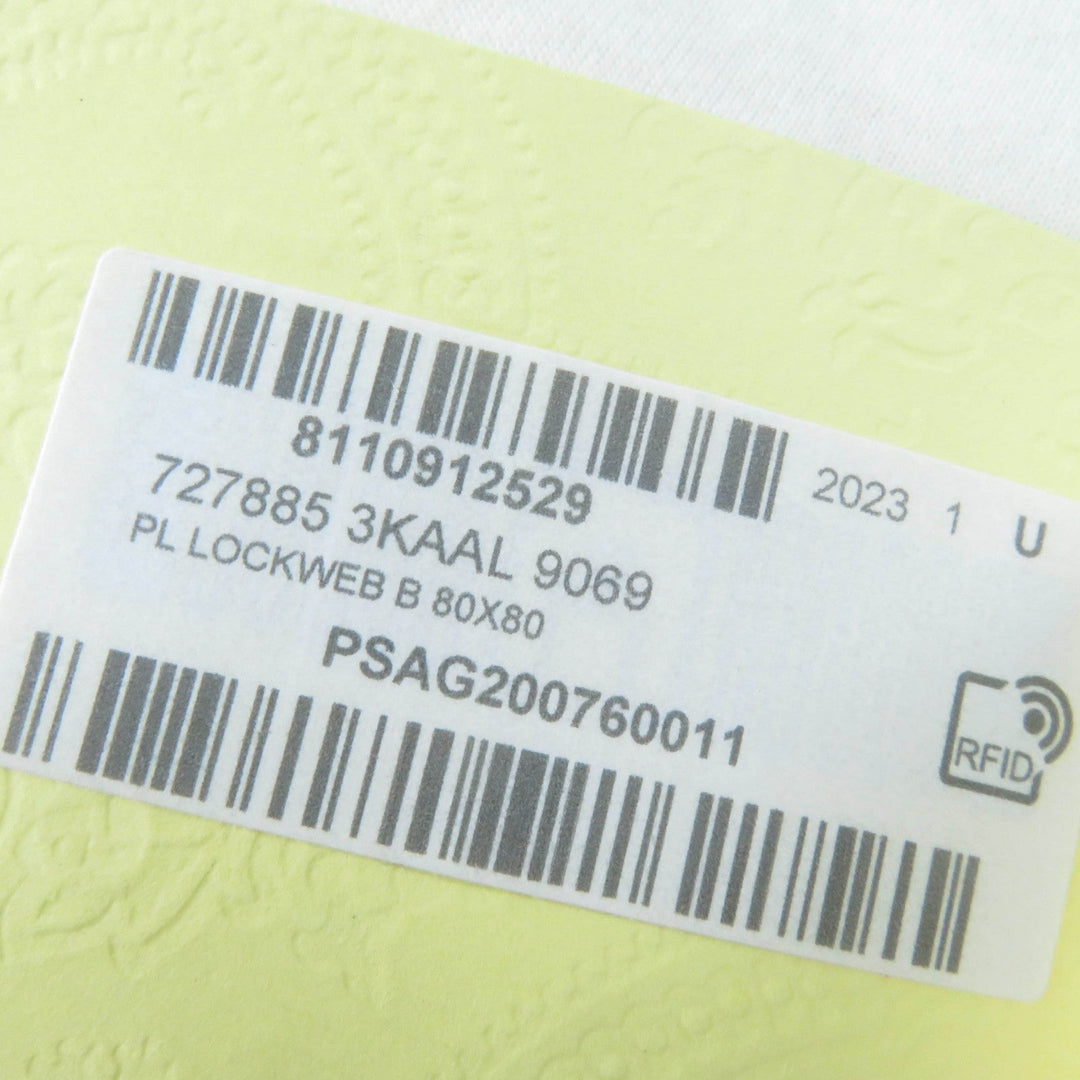 8110912529
2023 1 U
727885 3KAAL 9069
PL LOCKWEB B 80X80
PSAG200760011
RFID